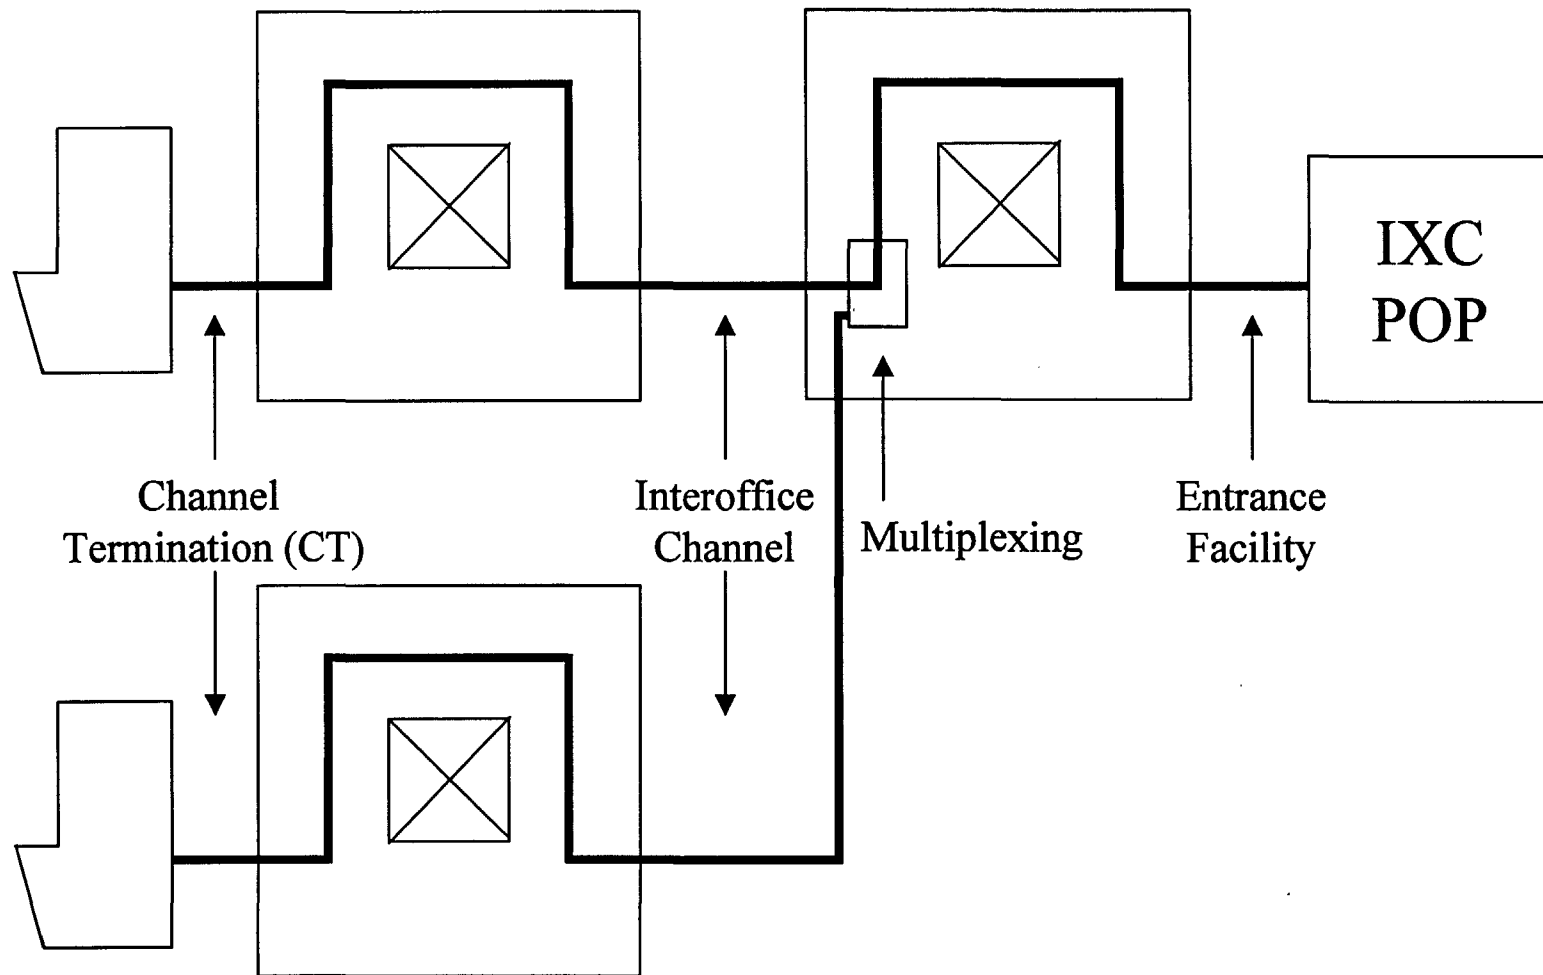 IXC
POP
Channel
Termination (CT)
Interoffice
Channel
Multiplexing
Entrance
Facility